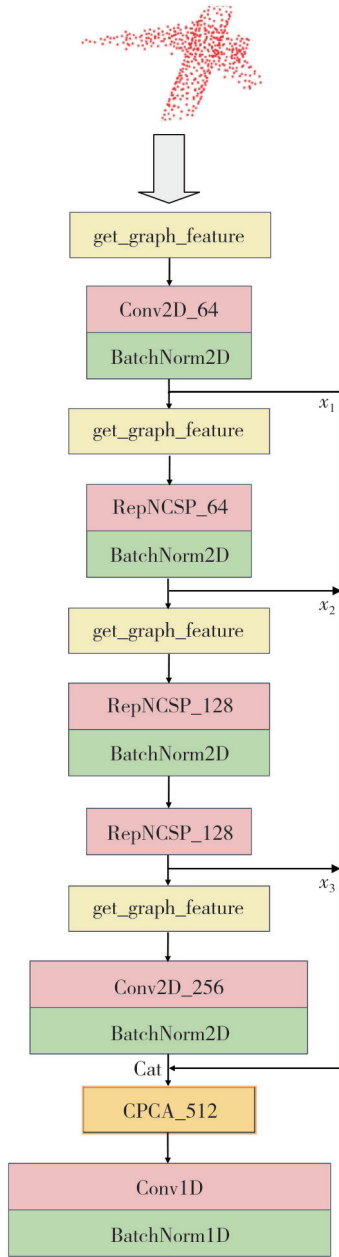 get_graph_feature
Conv2D_64
BatchNorm2D
x₁
get_graph_feature
RepNCSP_64
BatchNorm2D
x₂
get_graph_feature
RepNCSP_128
BatchNorm2D
RepNCSP_128
x₃
get_graph_feature
Conv2D_256
BatchNorm2D
Cat
CPCA_512
Conv1D
BatchNorm1D